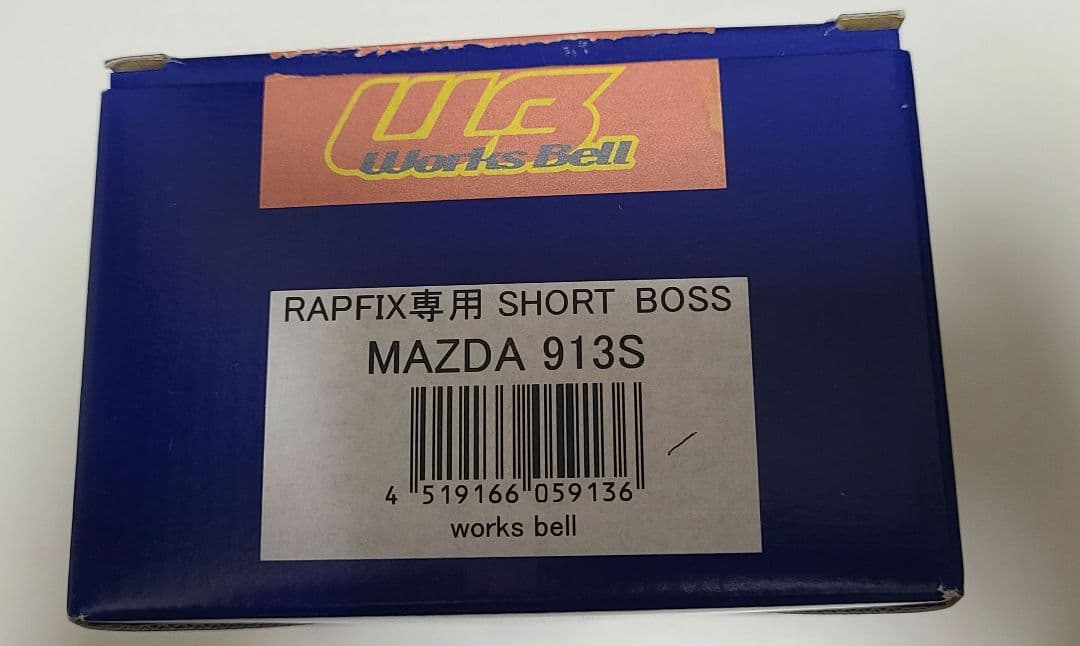 WB
Works Bell
RAPFIX専用 SHORT BOSS
MAZDA 913S
4 519166 059136
works bell